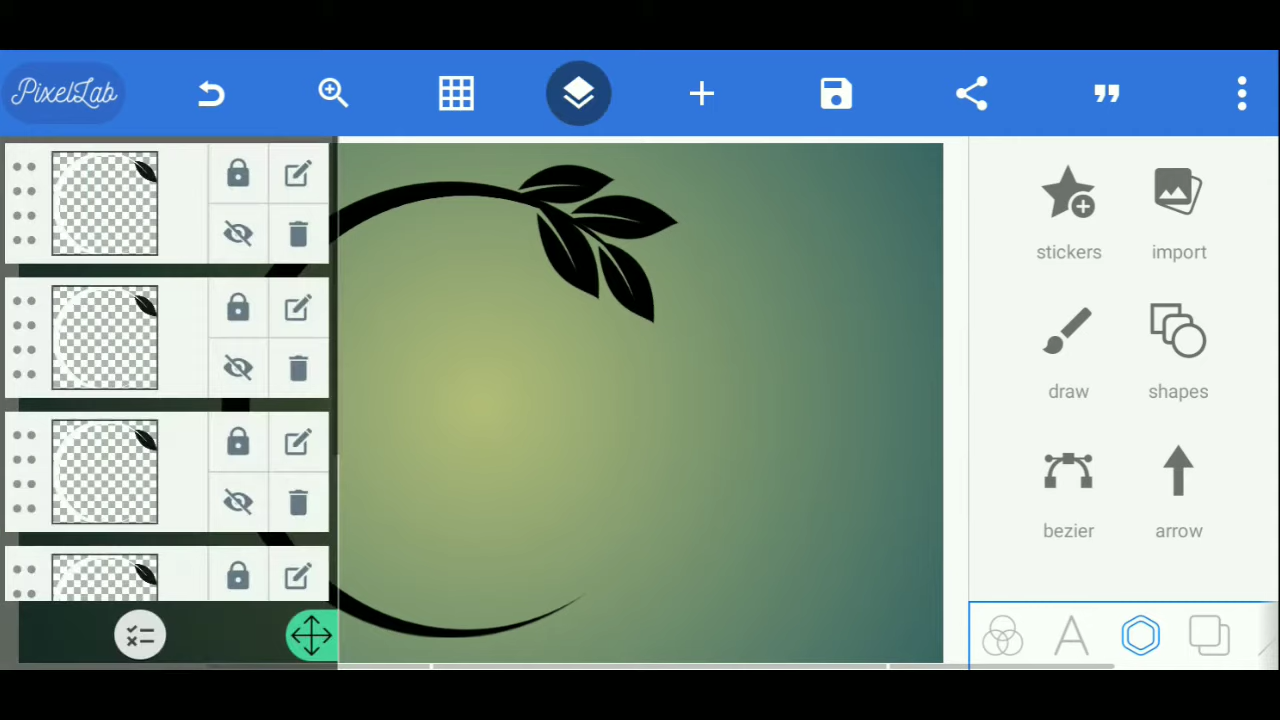 PixelLab
stickers
import
draw
shapes
bezier
arrow